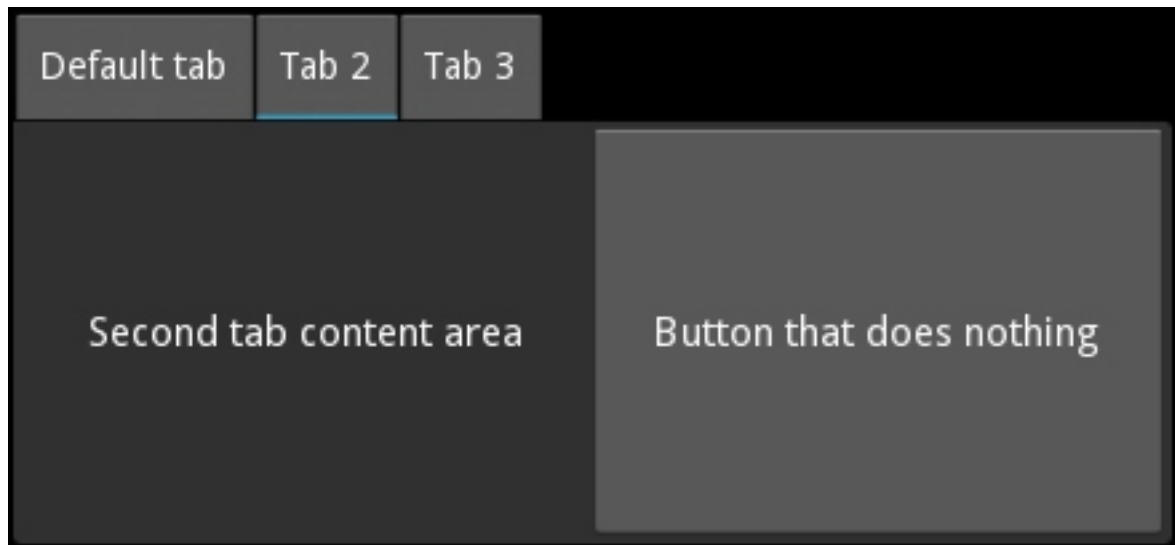 Default tab
Tab 2
Tab 3
Second tab content area
Button that does nothing